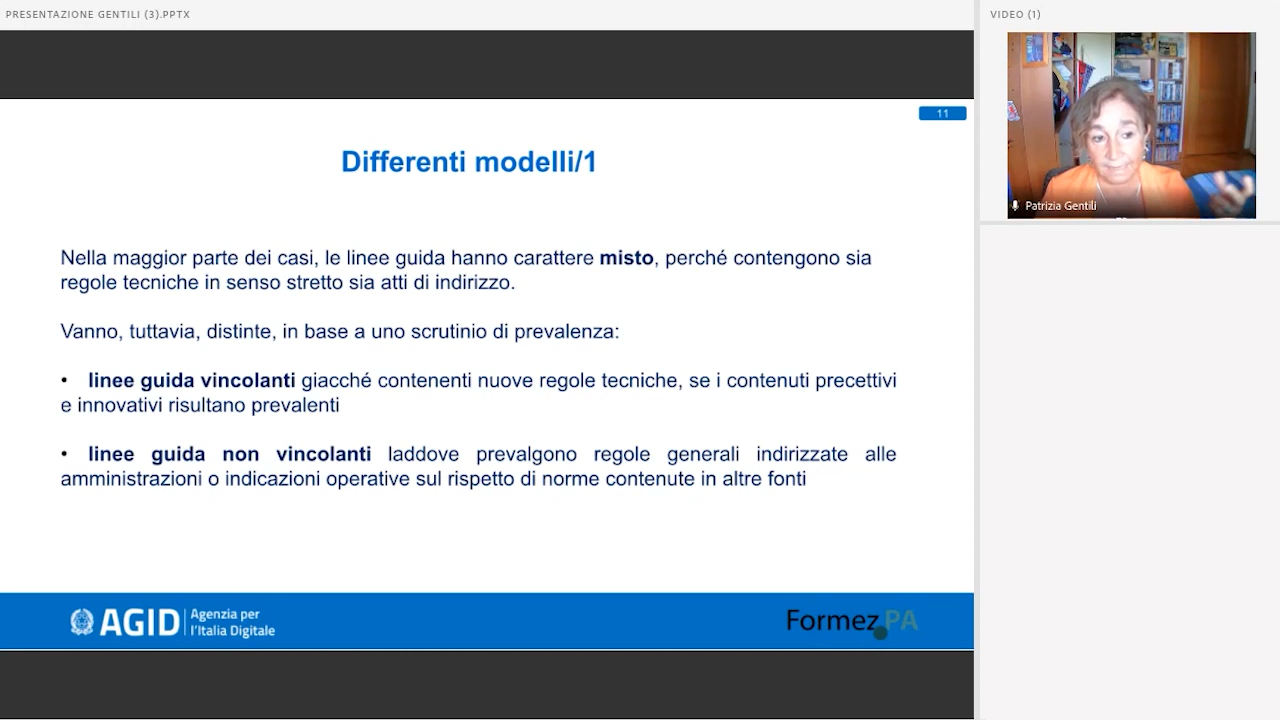 PRESENTAZIONE GENTILI (3).PPTX
VIDEO (1)
Patrizia Gentili
11
Differenti modelli/1
Nella maggior parte dei casi, le linee guida hanno carattere misto, perché contengono sia
regole tecniche in senso stretto sia atti di indirizzo.
Vanno, tuttavia, distinte, in base a uno scrutinio di prevalenza:
• linee guida vincolanti giacché contenenti nuove regole tecniche, se i contenuti precettivi
e innovativi risultano prevalenti
• linee guida non vincolanti laddove prevalgono regole generali indirizzate alle
amministrazioni o indicazioni operative sul rispetto di norme contenute in altre fonti
AGID
Agenzia per
l'Italia Digitale
Formez PA